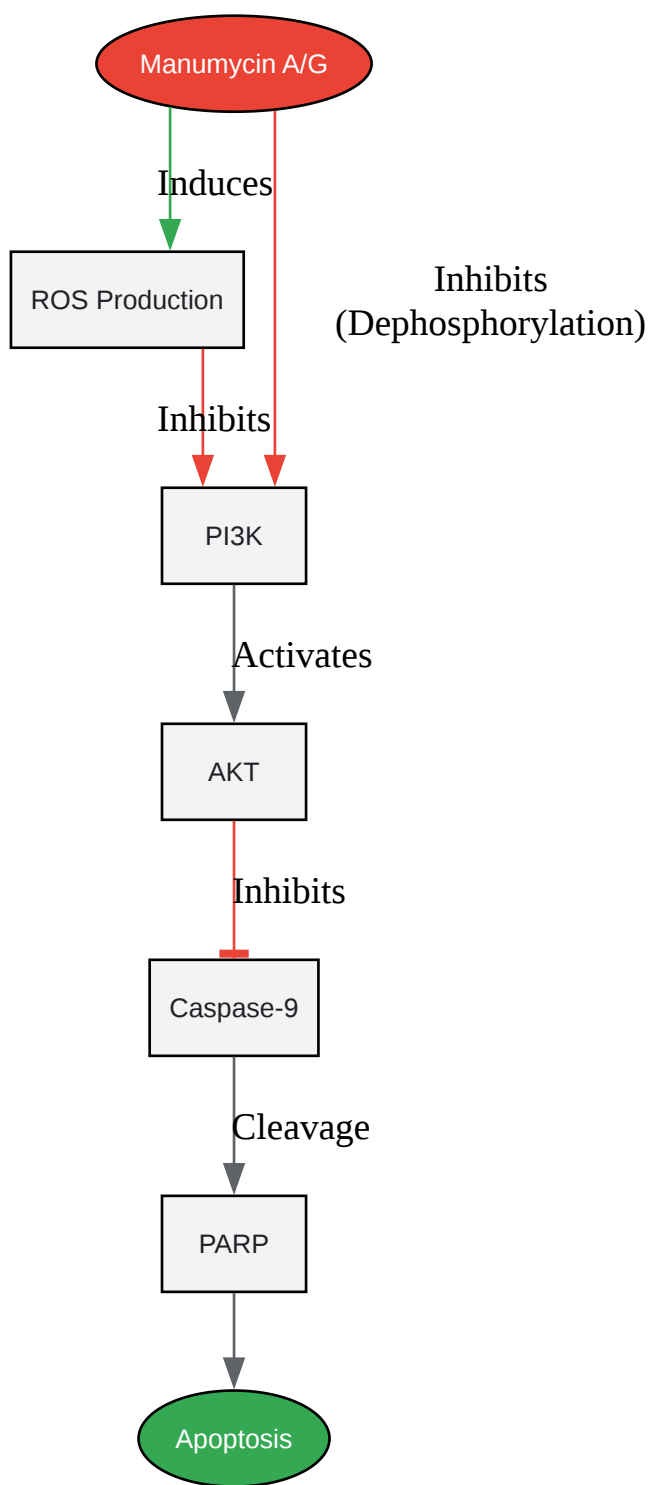 Manumycin A/G
Induces
ROS Production
Inhibits
(Dephosphorylation)
Inhibits
PI3K
Activates
AKT
Inhibits
Caspase-9
Cleavage
PARP
Apoptosis